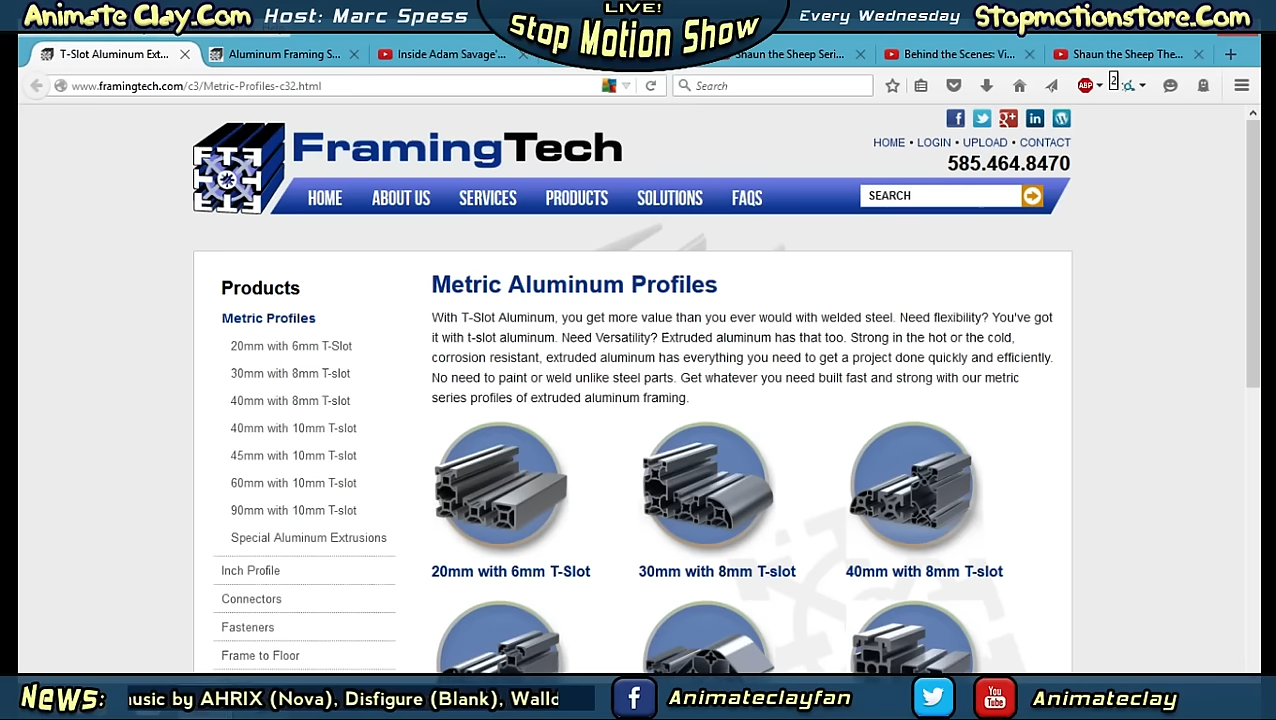 Animate Clay.Com
Host: Marc Spess
LIVE!
Stop Motion Show
Every Wednesday
Stopmotionstore.Com
T-Slot Aluminum Ext...
Aluminum Framing S...
Inside Adam Savage'...
Shaun the Sheep Seri...
Behind the Scenes: Vi...
Shaun the Sheep The...
www.framingtech.com/c3/Metric-Profiles-c32.html
Search
ABP
2
FramingTech
HOME • LOGIN • UPLOAD • CONTACT
585.464.8470
HOME ABOUT US SERVICES PRODUCTS SOLUTIONS FAQS
SEARCH
Products
Metric Profiles
20mm with 6mm T-Slot
30mm with 8mm T-slot
40mm with 8mm T-slot
40mm with 10mm T-slot
45mm with 10mm T-slot
60mm with 10mm T-slot
90mm with 10mm T-slot
Special Aluminum Extrusions
Inch Profile
Connectors
Fasteners
Frame to Floor
Metric Aluminum Profiles
With T-Slot Aluminum, you get more value than you ever would with welded steel. Need flexibility? You've got
it with t-slot aluminum. Need Versatility? Extruded aluminum has that too. Strong in the hot or the cold,
corrosion resistant, extruded aluminum has everything you need to get a project done quickly and efficiently.
No need to paint or weld unlike steel parts. Get whatever you need built fast and strong with our metric
series profiles of extruded aluminum framing.
20mm with 6mm T-Slot
30mm with 8mm T-slot
40mm with 8mm T-slot
News:
by AHRIX (Nova), Disfigure (Blank),
Animateclayfan
You Tube
Animateclay